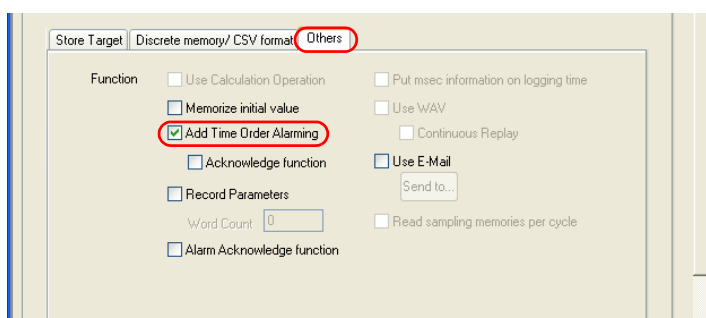 Store Target Discrete memory/ CSV format Others
Function Use Calculation Operation Put msec information on logging time
Memorize initial value Use WAV
Add Time Order Alarming Continuous Replay
Acknowledge function Use E-Mail
Send to...
Record Parameters
Word Count 0 Read sampling memories per cycle
Alarm Acknowledge function